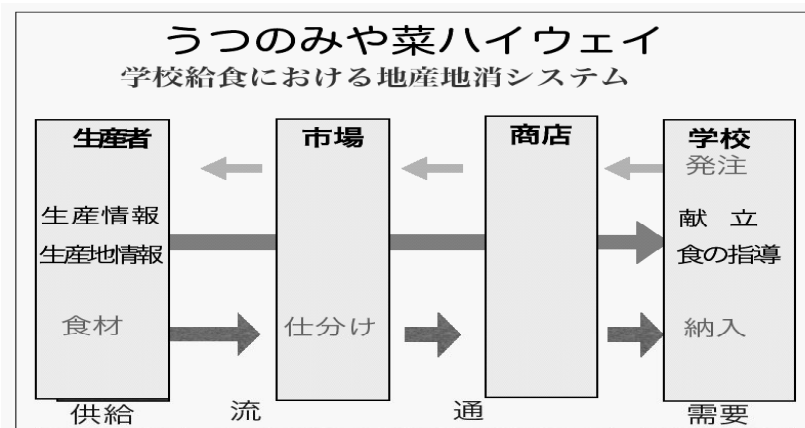 うつのみや菜ハイウェイ
学校給食における地産地消システム
生産者 市場 商店 学校
発注
生産情報 献 立
生産地情報 食の指導
食材 仕分け 納入
供給 流 通 需要